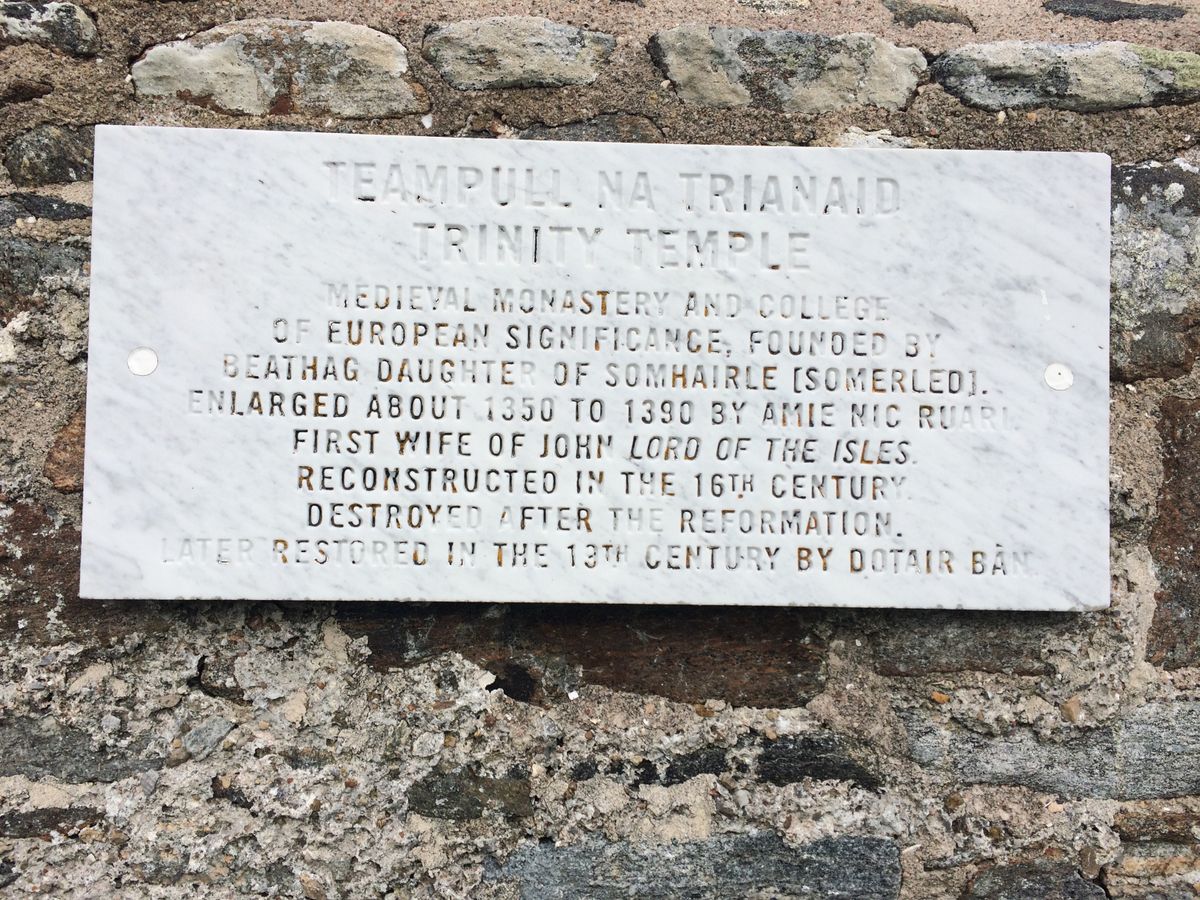 TEAMPULL NA TRIANAID
TRINITY TEMPLE
MEDIEVAL MONASTERY AND COLLEGE
OF EUROPEAN SIGNIFICANCE, FOUNDED BY
BEATHAG DAUGHTER OF SOMHAIRLE [SOMERLED].
ENLARGED ABOUT 1350 TO 1390 BY AMIE NIC RUARI.
FIRST WIFE OF JOHN LORD OF THE ISLES.
RECONSTRUCTED IN THE 16TH CENTURY.
DESTROYED AFTER THE REFORMATION.
LATER RESTORED IN THE 19TH CENTURY BY DOTAIR BÀN.